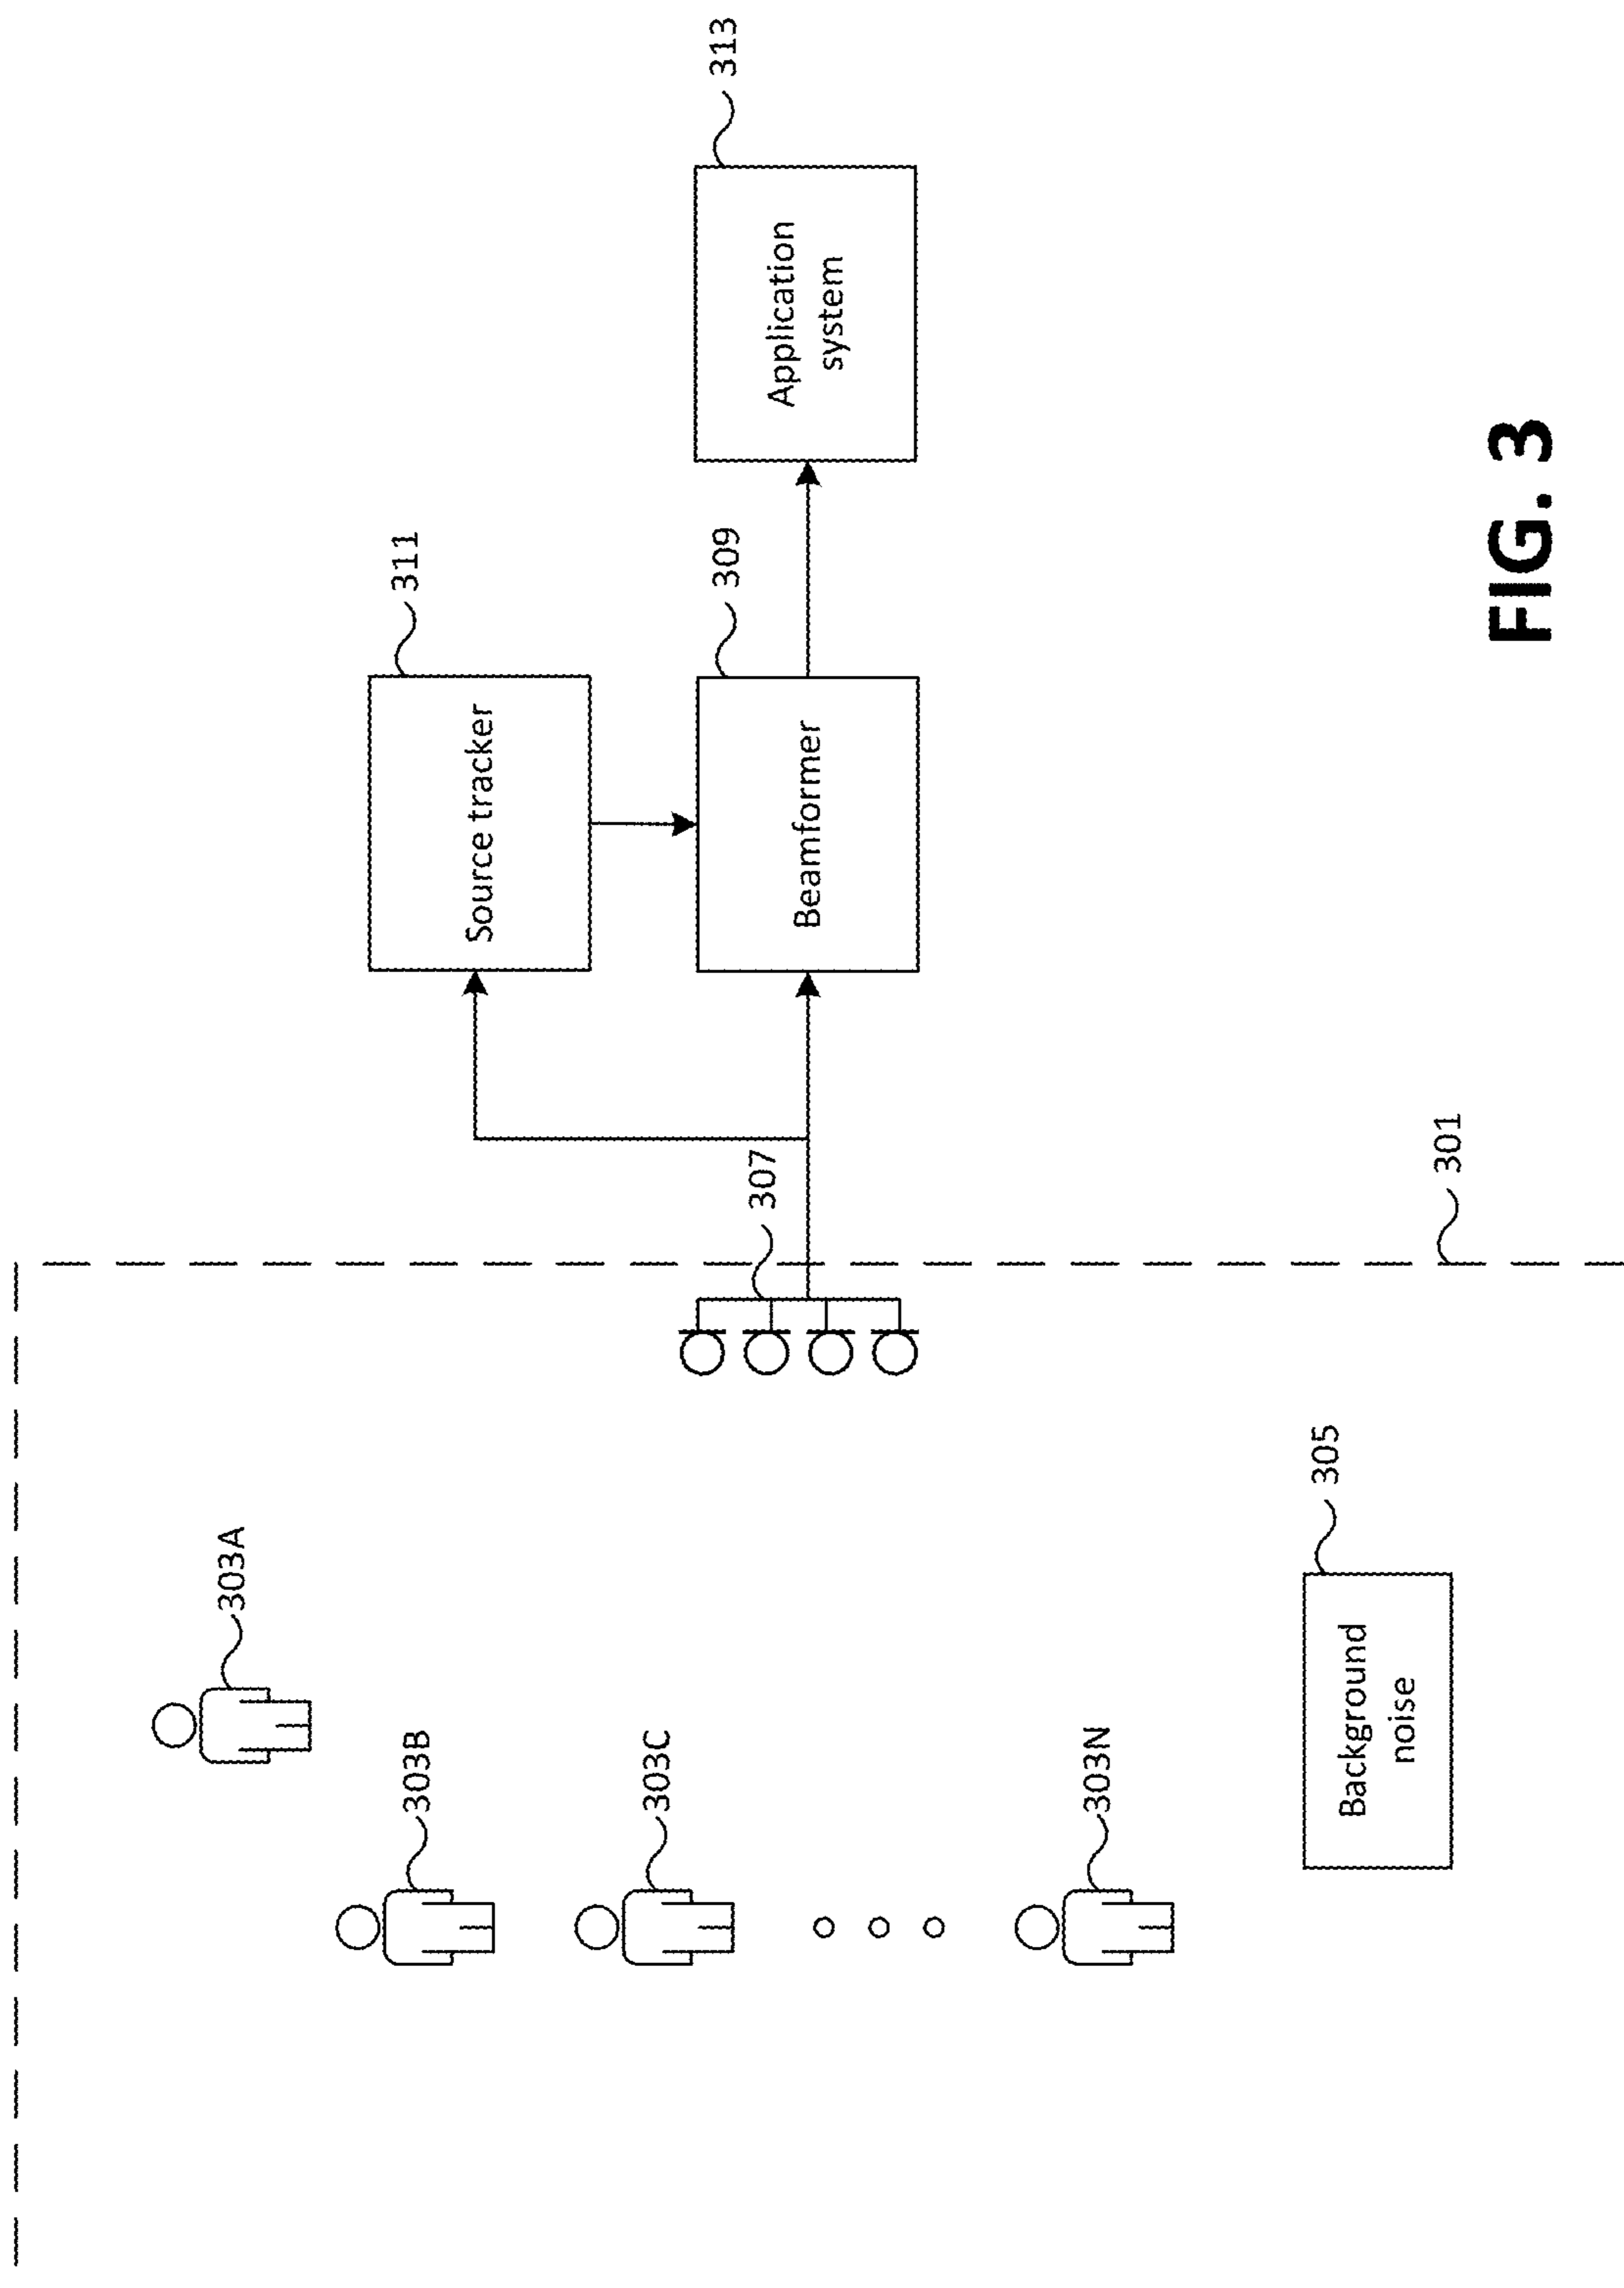 303A
303B
303C
303N
Background
noise
305
307
301
Source tracker
311
Beamformer
309
Application
system
313
FIG. 3